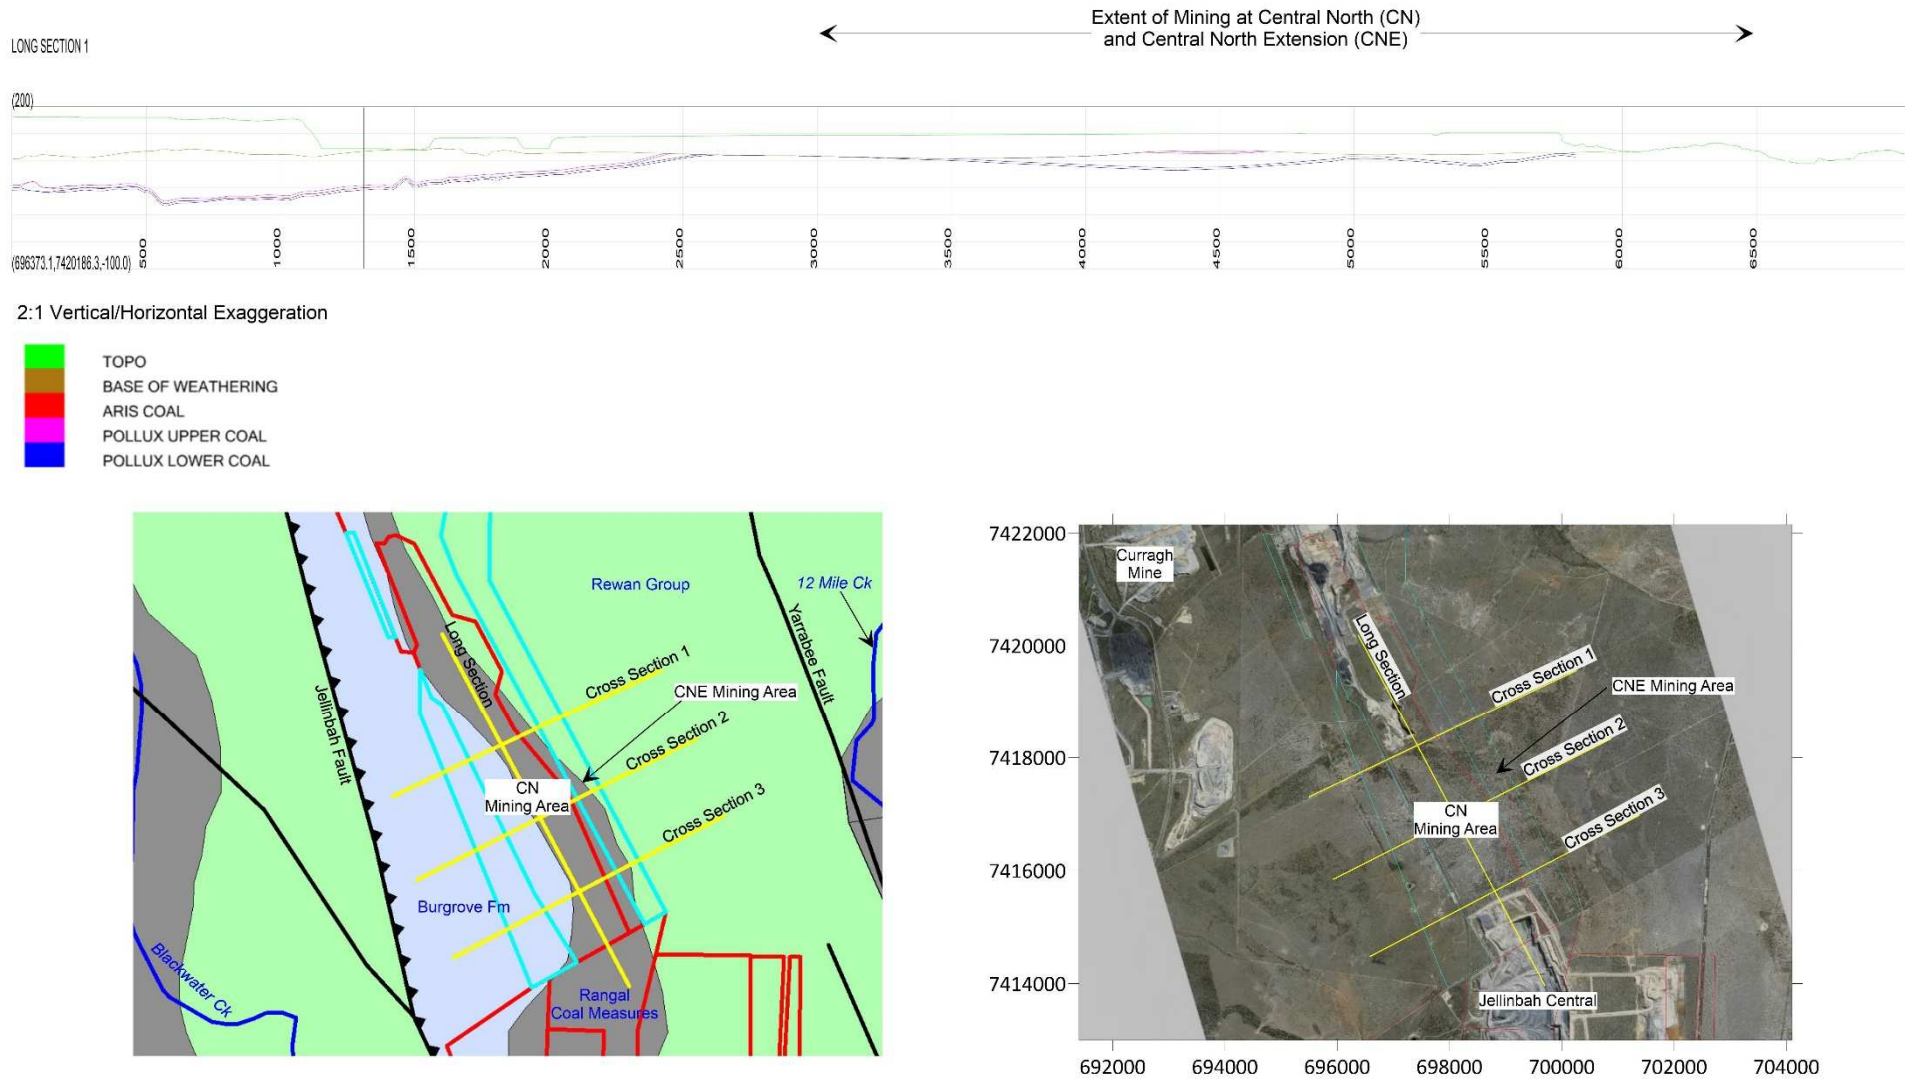 Extent of Mining at Central North (CN)
and Central North Extension (CNE)
LONG SECTION 1
(200)
(696373.1,7420186.3,-100.0)
500
1000
1500
2000
2500
3000
3500
4000
4500
5000
5500
6000
6500
2:1 Vertical/Horizontal Exaggeration
TOPO
BASE OF WEATHERING
ARIS COAL
POLLUX UPPER COAL
POLLUX LOWER COAL
Rewan Group
12 Mile Ck
Yarrabee Fault
Long Section
Cross Section 1
CNE Mining Area
Jellinbah Fault
Cross Section 2
CN
Mining Area
Cross Section 3
Burgrove Fm
Blackwater Ck
Rangal
Coal Measures
7422000
7420000
7418000
7416000
7414000
Curragh
Mine
Long Section
Cross Section 1
CNE Mining Area
Cross Section 2
CN
Mining Area
Cross Section 3
Jellinbah Central
692000
694000
696000
698000
700000
702000
704000